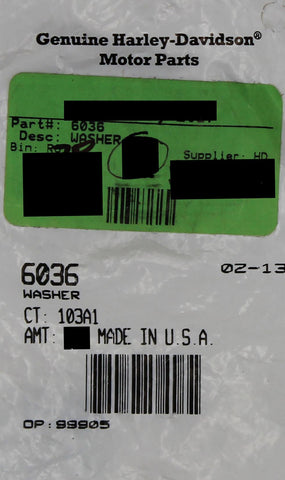 Genuine Harley-Davidson®
Motor Parts
Part#: 6036
Desc: WASHER
Bin:
Supplier: HD
6036
02-13
WASHER
CT: 103A1
AMT: MADE IN U.S.A.
OP:99905